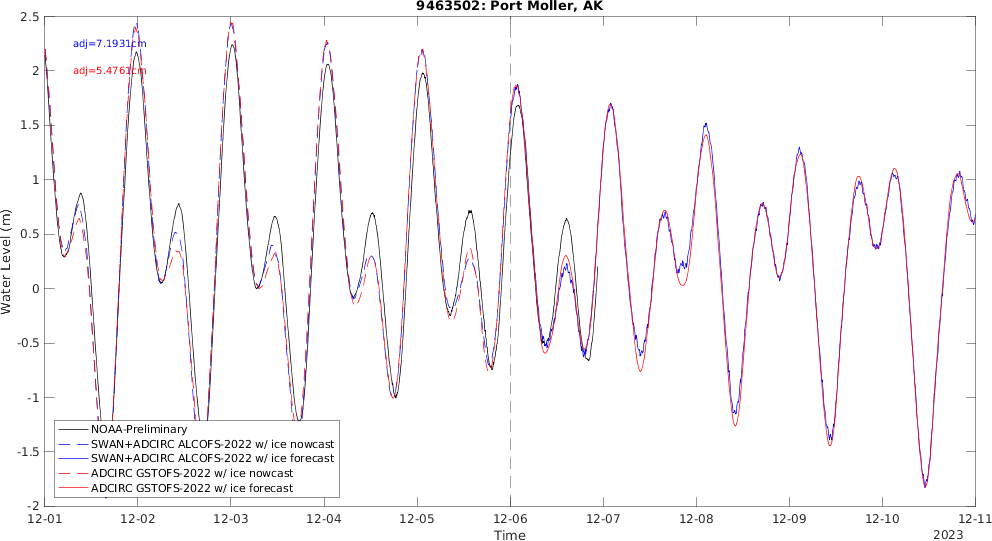 9463502: Port Moller, AK
adj=7.1931cm
adj=5.4761cm
Water Level (m)
2.5
2
1.5
1
0.5
0
-0.5
-1
-1.5
-2
NOAA-Preliminary
SWAN+ADCIRC ALCOFS-2022 w/ ice nowcast
SWAN+ADCIRC ALCOFS-2022 w/ ice forecast
ADCIRC GSTOFS-2022 w/ ice nowcast
ADCIRC GSTOFS-2022 w/ ice forecast
12-01 12-02 12-03 12-04 12-05 12-06 12-07 12-08 12-09 12-10 12-11
Time
2023